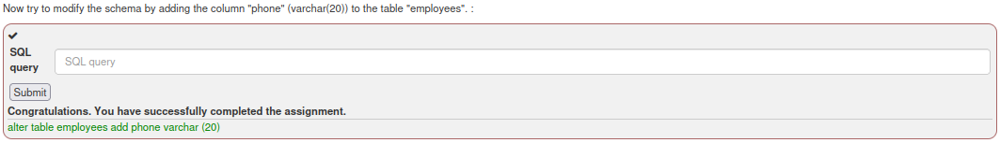 Now try to modify the schema by adding the column "phone" (varchar(20)) to the table "employees". :
SQL
query
SQL query
Submit
Congratulations. You have successfully completed the assignment.
alter table employees add phone varchar (20)